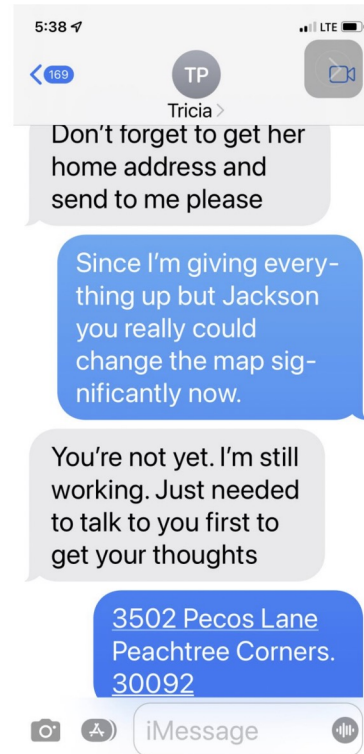 5:38
LTE
169
TP
Tricia
Don't forget to get her
home address and
send to me please
Since I'm giving every-
thing up but Jackson
you really could
change the map sig-
nificantly now.
You're not yet. I'm still
working. Just needed
to talk to you first to
get your thoughts
3502 Pecos Lane
Peachtree Corners.
30092
iMessage